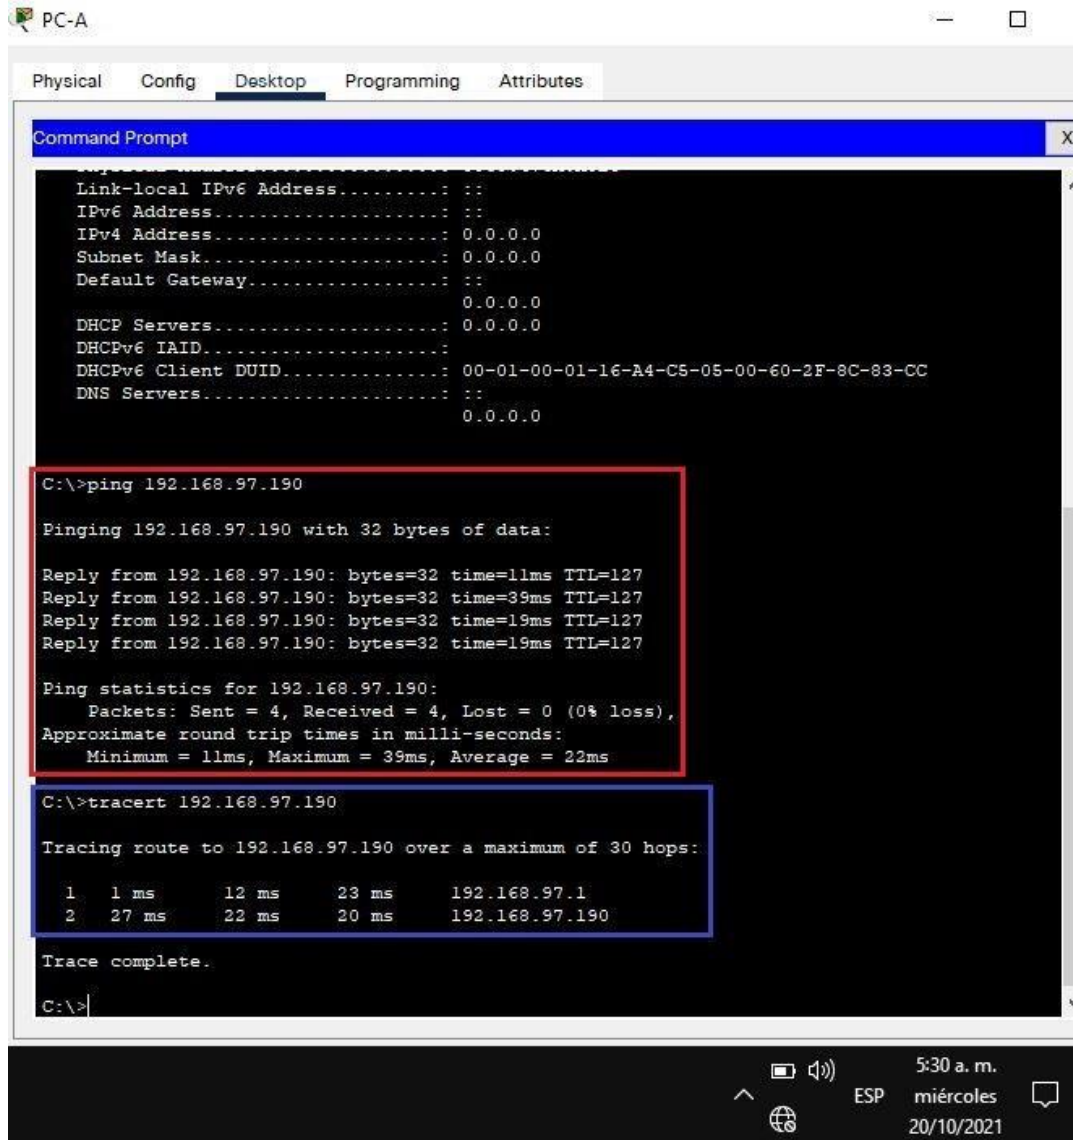 PC-A
Physical Config Desktop Programming Attributes
Command Prompt
X
Link-local IPv6 Address.........: ::
IPv6 Address....................: ::
IPv4 Address....................: 0.0.0.0
Subnet Mask.....................: 0.0.0.0
Default Gateway.................: ::
0.0.0.0
DHCP Servers....................: 0.0.0.0
DHCPv6 IAID.....................:
DHCPv6 Client DUID..............: 00-01-00-01-16-A4-C5-05-00-60-2F-8C-83-CC
DNS Servers.....................: ::
0.0.0.0
C:\>ping 192.168.97.190
Pinging 192.168.97.190 with 32 bytes of data:
Reply from 192.168.97.190: bytes=32 time=11ms TTL=127
Reply from 192.168.97.190: bytes=32 time=39ms TTL=127
Reply from 192.168.97.190: bytes=32 time=19ms TTL=127
Reply from 192.168.97.190: bytes=32 time=19ms TTL=127
Ping statistics for 192.168.97.190:
Packets: Sent = 4, Received = 4, Lost = 0 (0% loss),
Approximate round trip times in milli-seconds:
Minimum = 11ms, Maximum = 39ms, Average = 22ms
C:\>tracert 192.168.97.190
Tracing route to 192.168.97.190 over a maximum of 30 hops:
1 1 ms 12 ms 23 ms 192.168.97.1
2 27 ms 22 ms 20 ms 192.168.97.190
Trace complete.
C:\>
5:30 a. m.
ESP miércoles
20/10/2021